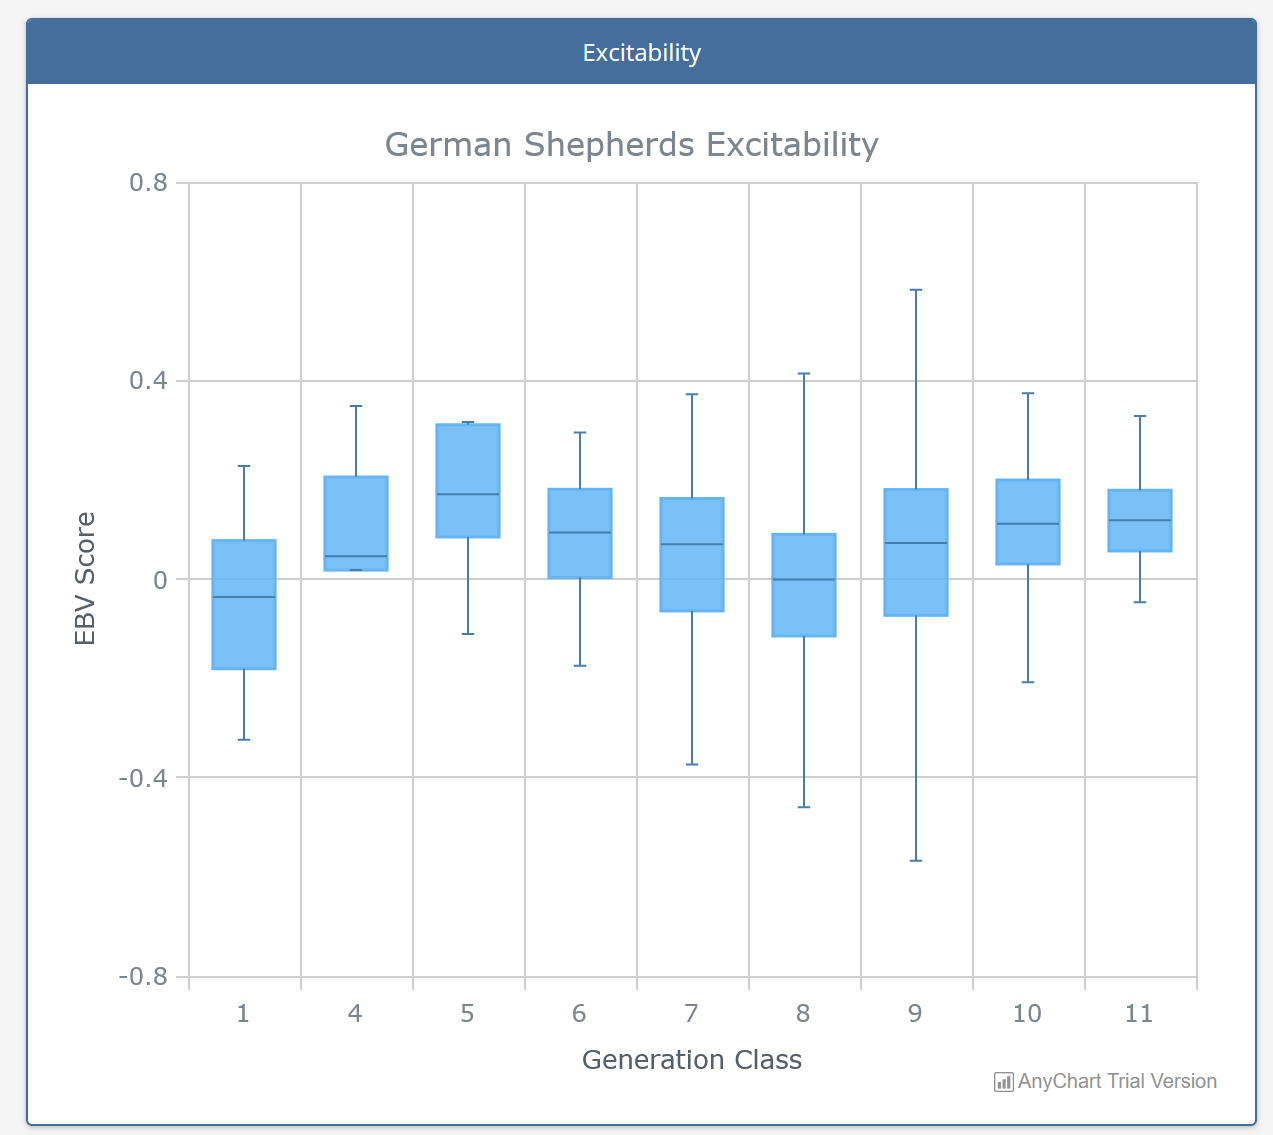 Excitability
German Shepherds Excitability
0.8
0.4
0
-0.4
-0.8
EBV Score
1 4 5 6 7 8 9 10 11
Generation Class
AnyChart Trial Version